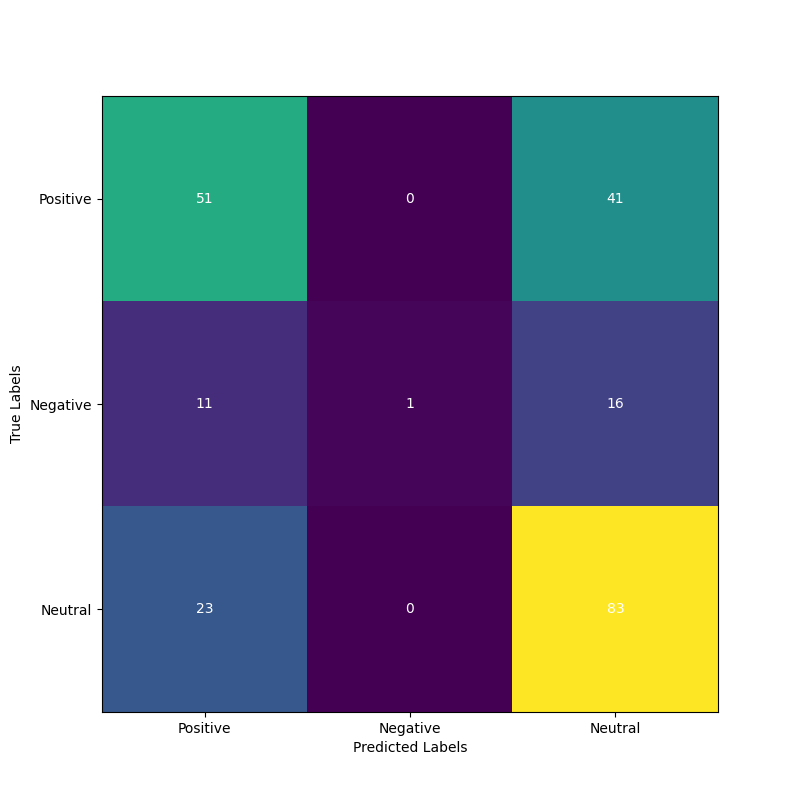 Positive 51 0 41
Negative 11 1 16
Neutral 23 0 83
True Labels
Positive Negative Neutral
Predicted Labels